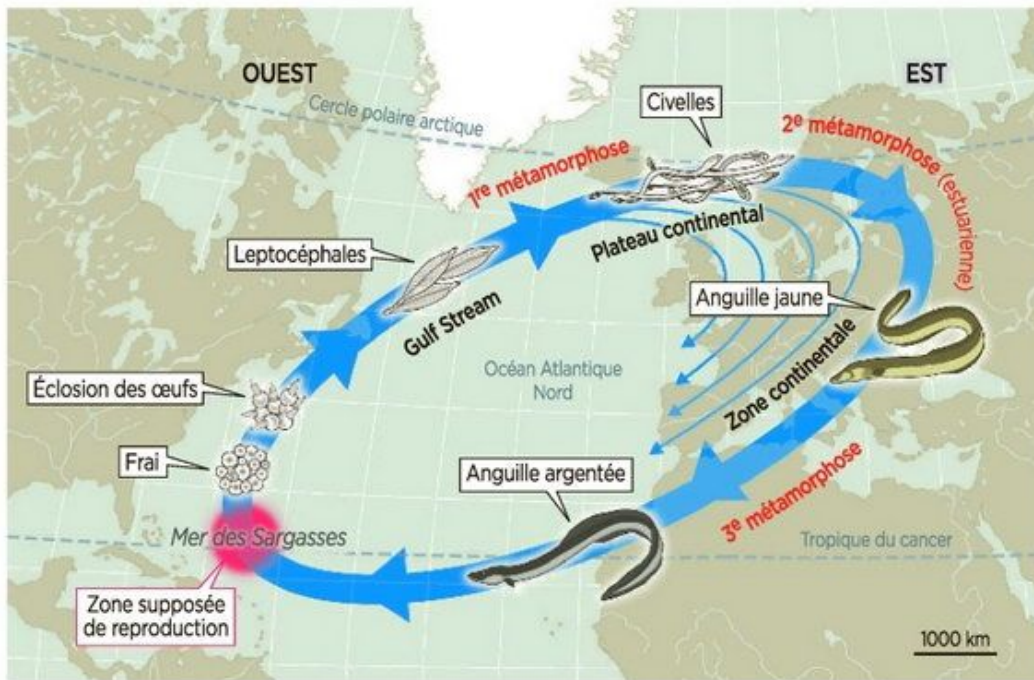 OUEST
EST
Cercle polaire arctique
Civelles
1re métamorphose
2e métamorphose (estuarienne)
Plateau continental
Leptocéphales
Gulf Stream
Anguille jaune
Océan Atlantique
Nord
Zone continentale
Éclosion des œufs
Frai
Anguille argentée
3e métamorphose
Mer des Sargasses
Tropique du cancer
Zone supposée
de reproduction
1000 km